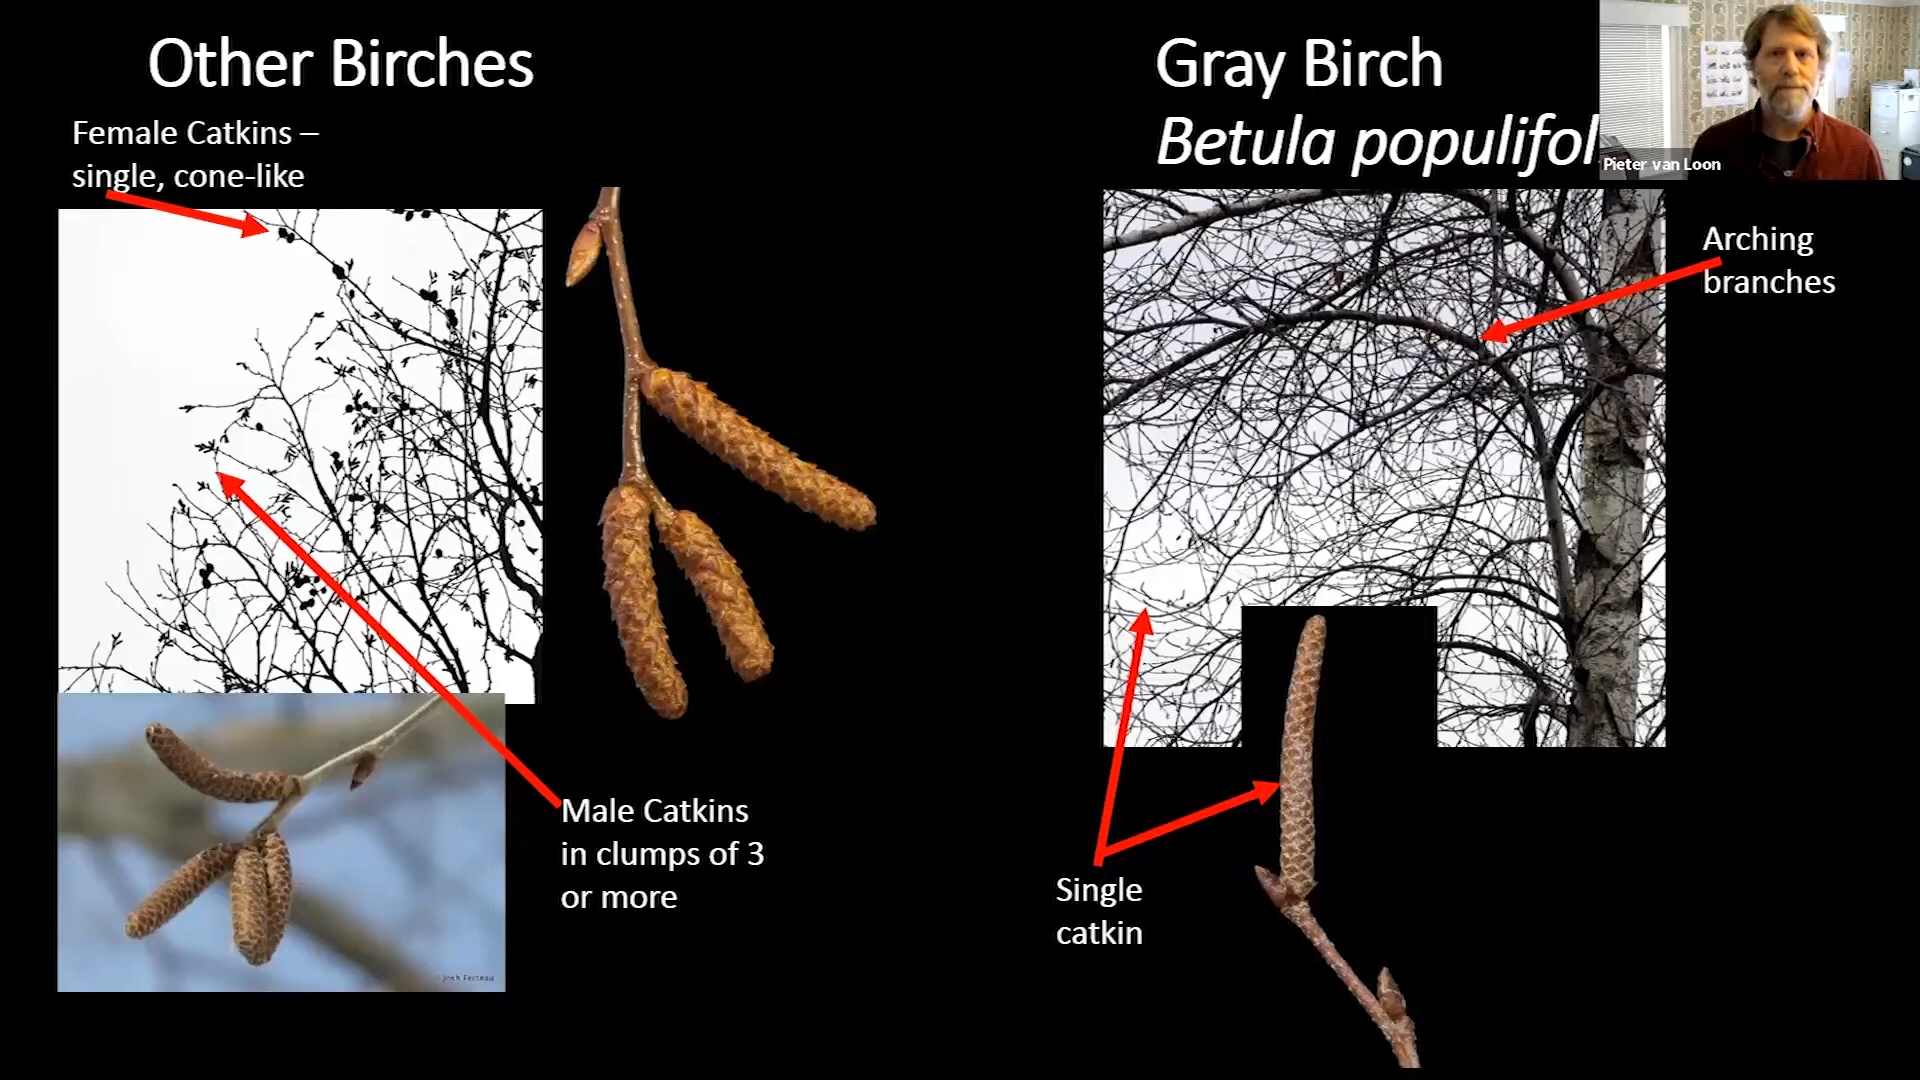 Other Birches
Female Catkins –
single, cone-like
Male Catkins
in clumps of 3
or more
© Josh Fecteau
Gray Birch
Betula populifol
Arching
branches
Single
catkin
Pieter van Loon